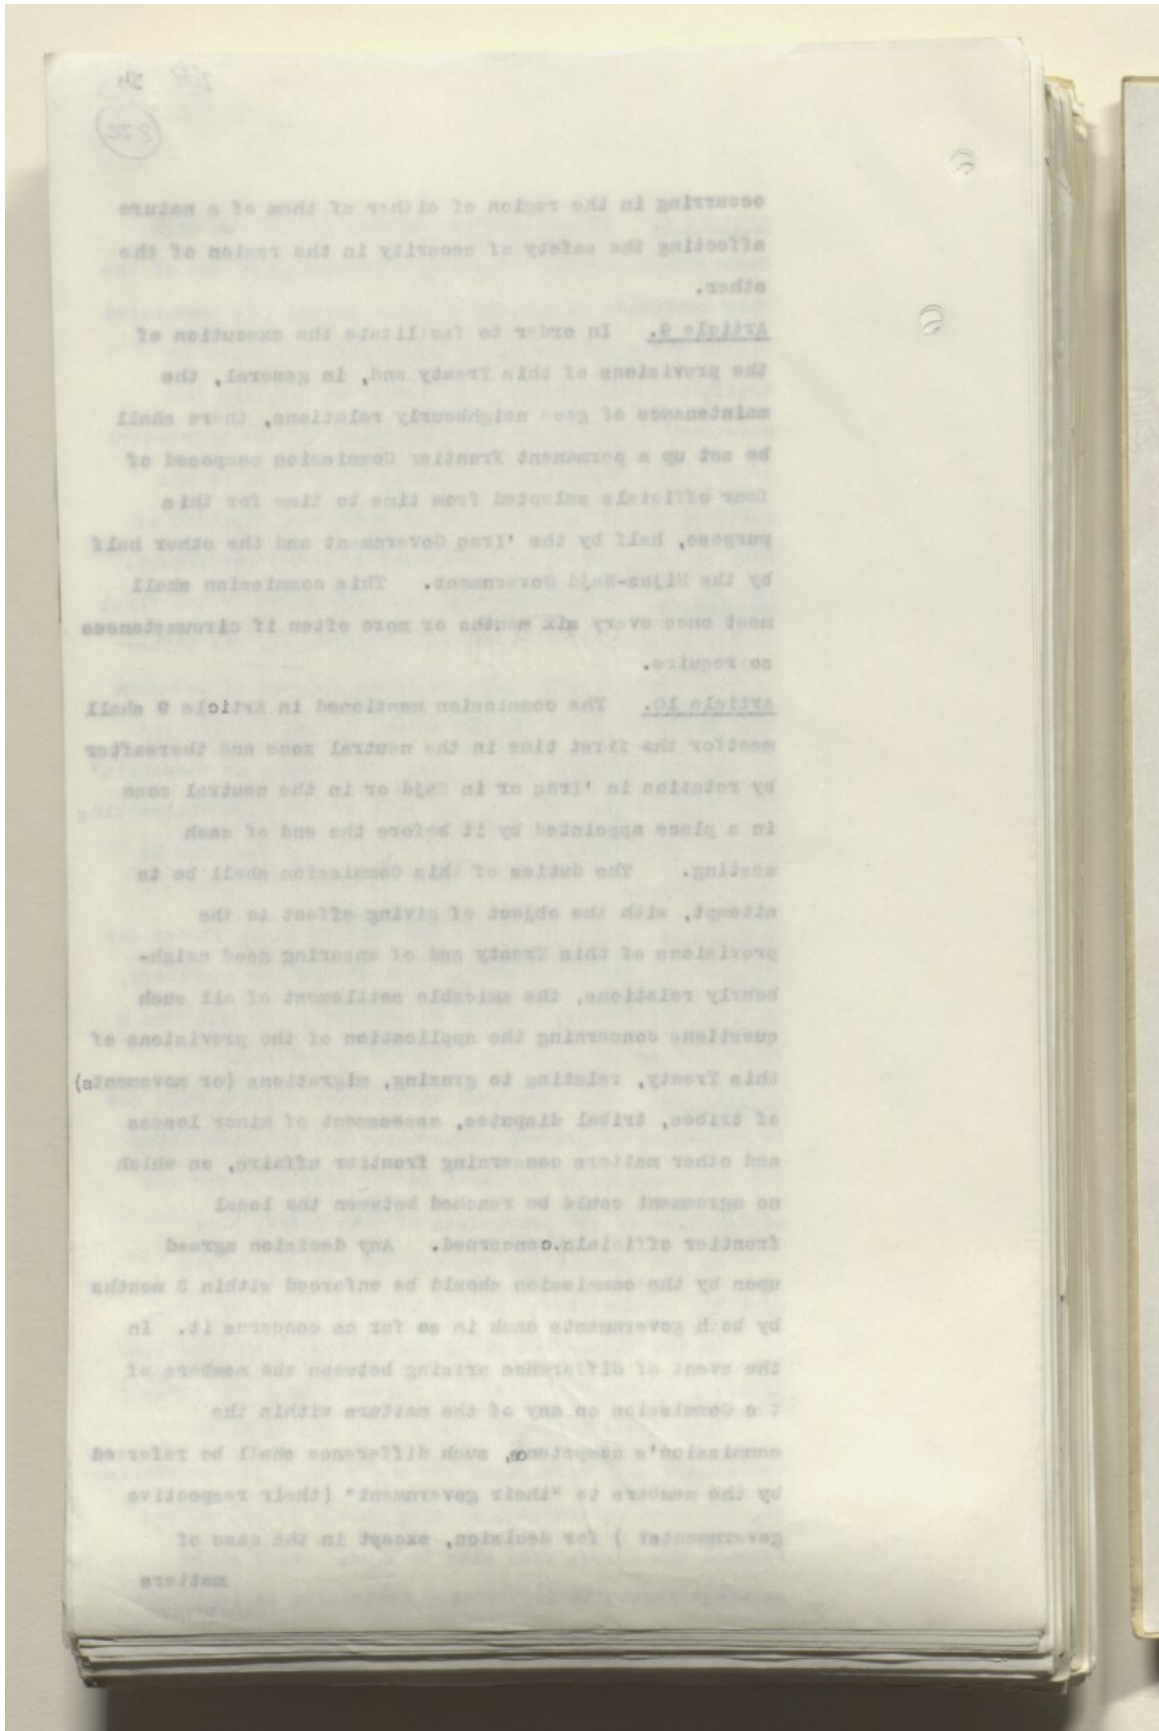 occurring in the region of either of them of a nature
affecting the safety of security in the region of the
other.
Article 9. In order to facilitate the execution of
the provisions of this Treaty and, in general, the
maintenance of good neighbourly relations, there shall
be set up a permanent Frontier Commission composed of
four officials selected from time to time for this
purpose, half by the 'Iraq Government and the other half
by the Hijaz-Najd Government. This commission shall
meet once every six months or more often if circumstances
so require.
Article 10. The commission mentioned in Article 9 shall
meetfor the first time in the neutral zone and thereafter
by rotation in 'Iraq or in Najd or in the neutral zone
in a place appointed by it before the end of each
meeting. The duties of this Commission shall be to
attempt, with the object of giving effect to the
provisions of this Treaty and of ensuring good neigh-
bourly relations, the amicable settlement of all such
questions concerning the application of the provisions of
this Treaty, relating to grazing, migrations (or movements)
of tribes, tribal disputes, assessment of minor losses
and other matters concerning frontier affairs, on which
no agreement could be reached between the local
frontier officials.concerned. Any decision agreed
upon by the commission should be enforced within 3 months
by both governments each in so far as concerns it. In
the event of difference arising between the members of
t e Commission on any of the matters within the
commission's competence, such difference shall be referred
by the members to "their government" (their respective
governments? ) for decision, except in the case of
matters